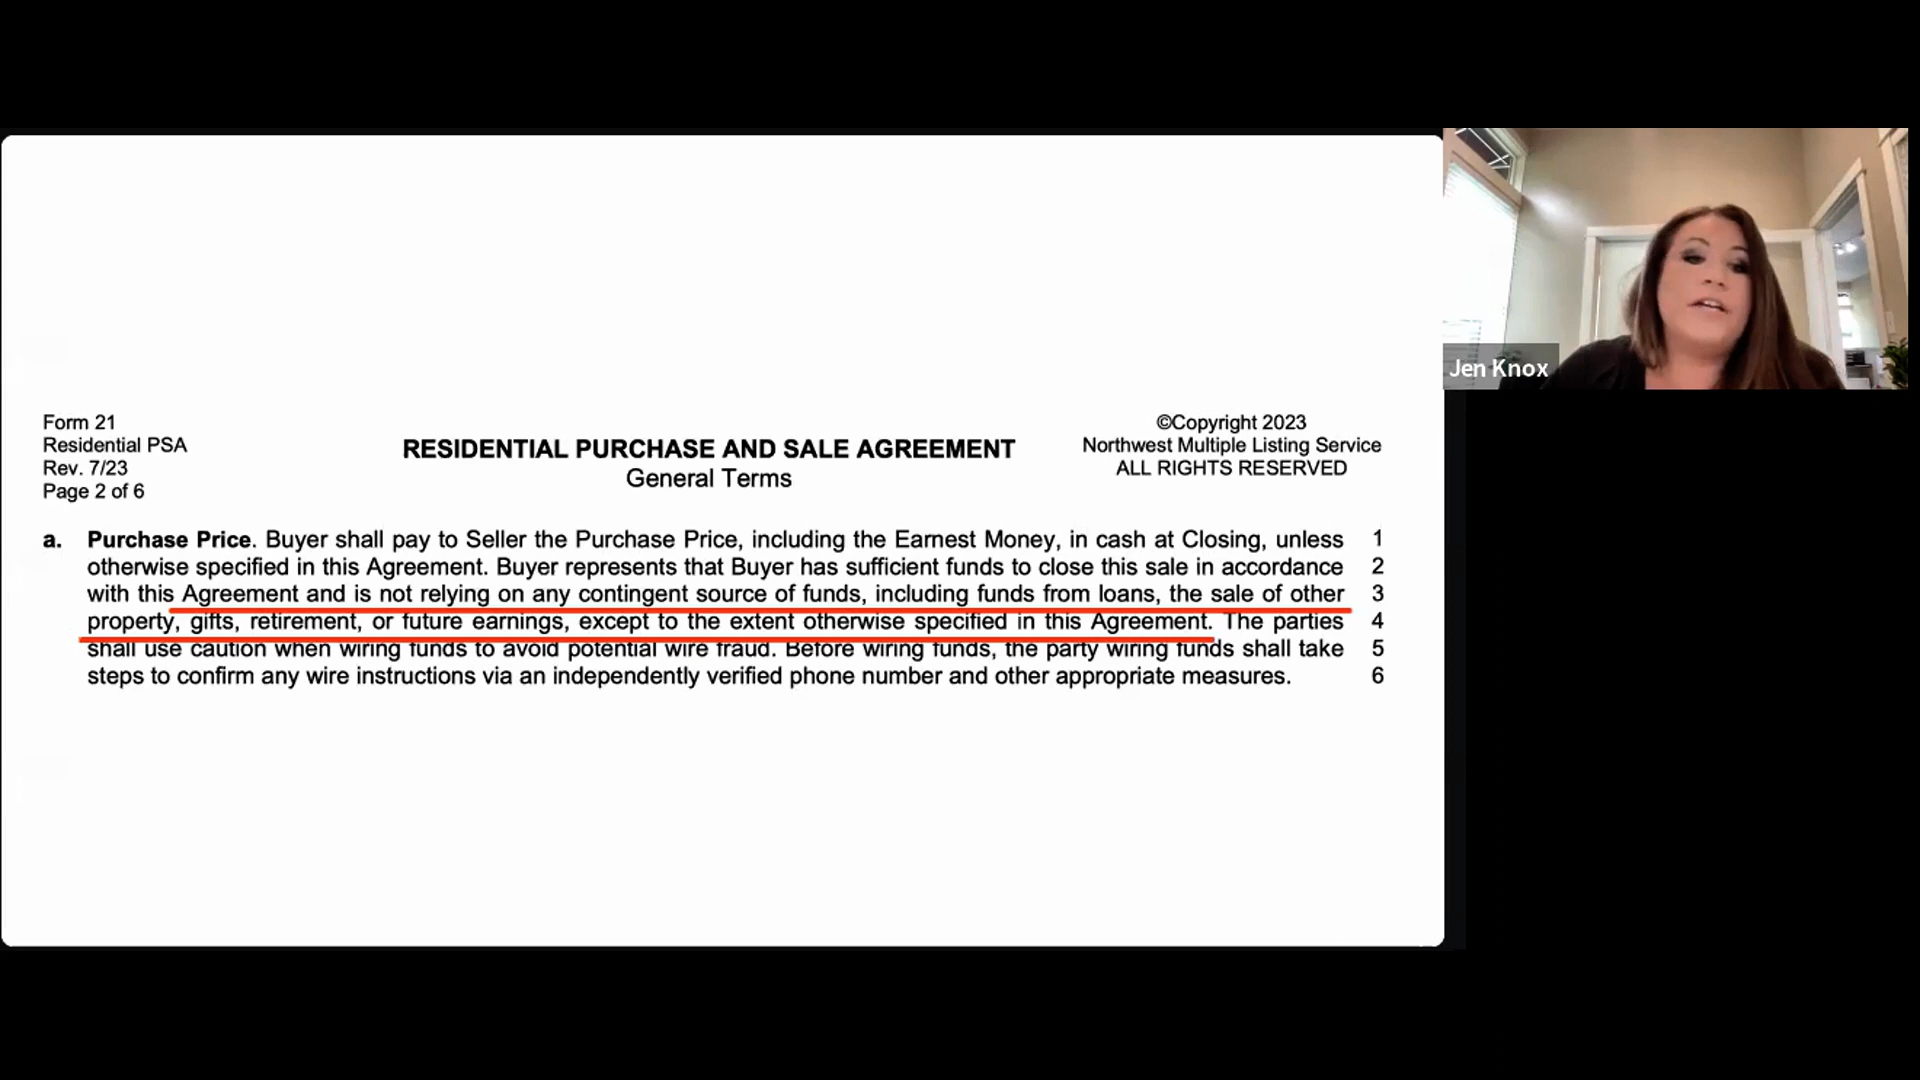 Form 21
Residential PSA
Rev. 7/23
Page 2 of 6
RESIDENTIAL PURCHASE AND SALE AGREEMENT
General Terms
©Copyright 2023
Northwest Multiple Listing Service
ALL RIGHTS RESERVED
a. Purchase Price. Buyer shall pay to Seller the Purchase Price, including the Earnest Money, in cash at Closing, unless 1
otherwise specified in this Agreement. Buyer represents that Buyer has sufficient funds to close this sale in accordance 2
with this Agreement and is not relying on any contingent source of funds, including funds from loans, the sale of other 3
property, gifts, retirement, or future earnings, except to the extent otherwise specified in this Agreement. The parties 4
shall use caution when wiring funds to avoid potential wire fraud. Before wiring funds, the party wiring funds shall take 5
steps to confirm any wire instructions via an independently verified phone number and other appropriate measures. 6
Jen Knox